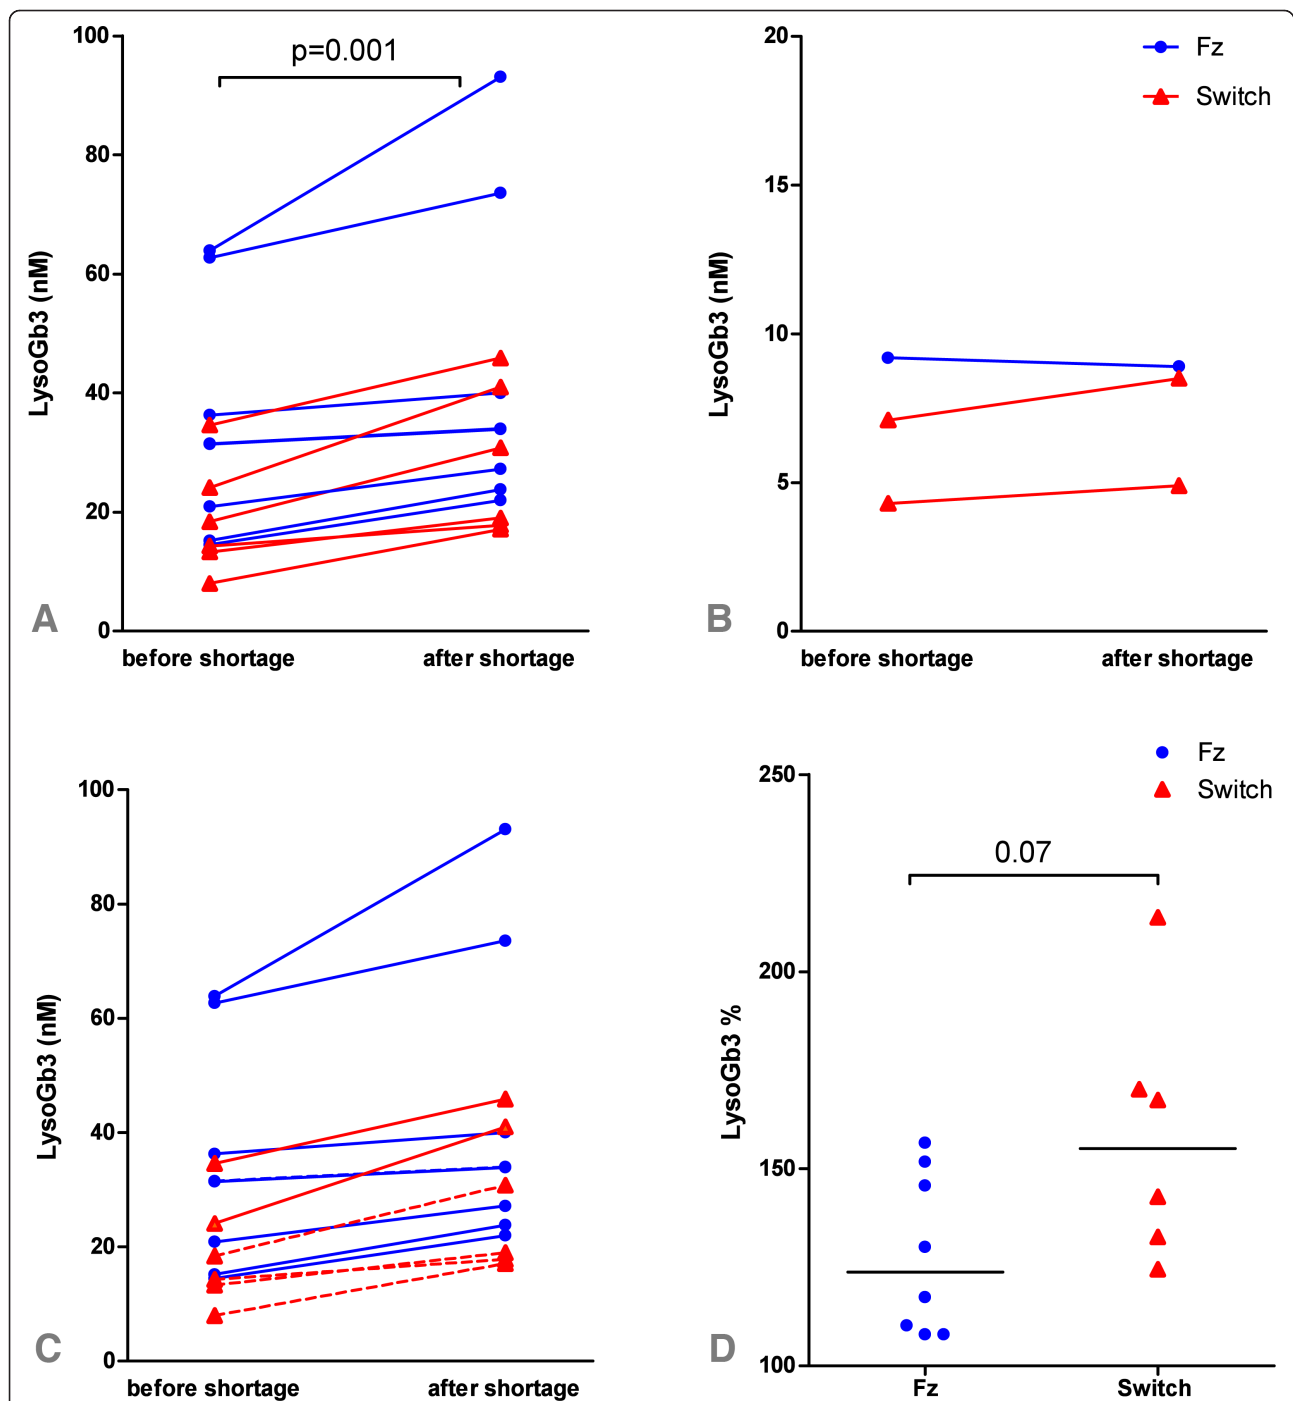 100
80
60
40
20
0
LysoGb3 (nM)
p=0.001
before shortage
after shortage
A
20
15
10
5
0
LysoGb3 (nM)
Fz
Switch
before shortage
after shortage
B
100
80
60
40
20
0
LysoGb3 (nM)
before shortage
after shortage
C
250
200
150
100
LysoGb3 %
Fz
Switch
0.07
Fz
Switch
D